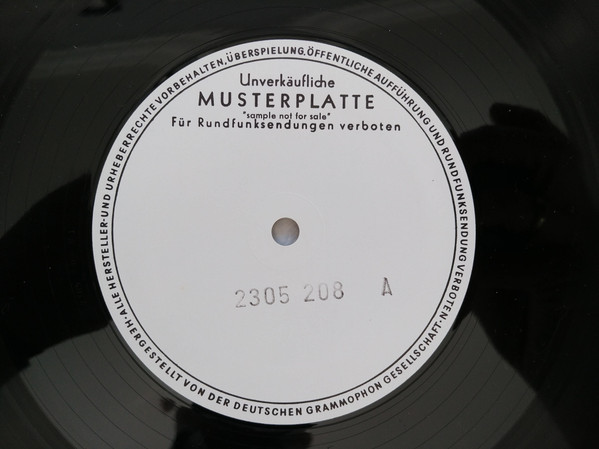 Unverkäufliche
MUSTERPLATTE
"sample not for sale"
Für Rundfunksendungen verboten
2305 208 A
·ALLE HERSTELLER-UND URHEBERRECHTE VORBEHALTEN,ÜBERSPIELUNG,ÖFFENTLICHE AUFFÜHRUNG UND RUNDFUNKSENDUNG VERBOTEN·
HERGESTELLT VON DER DEUTSCHEN GRAMMOPHON GESELLSCHAFT·